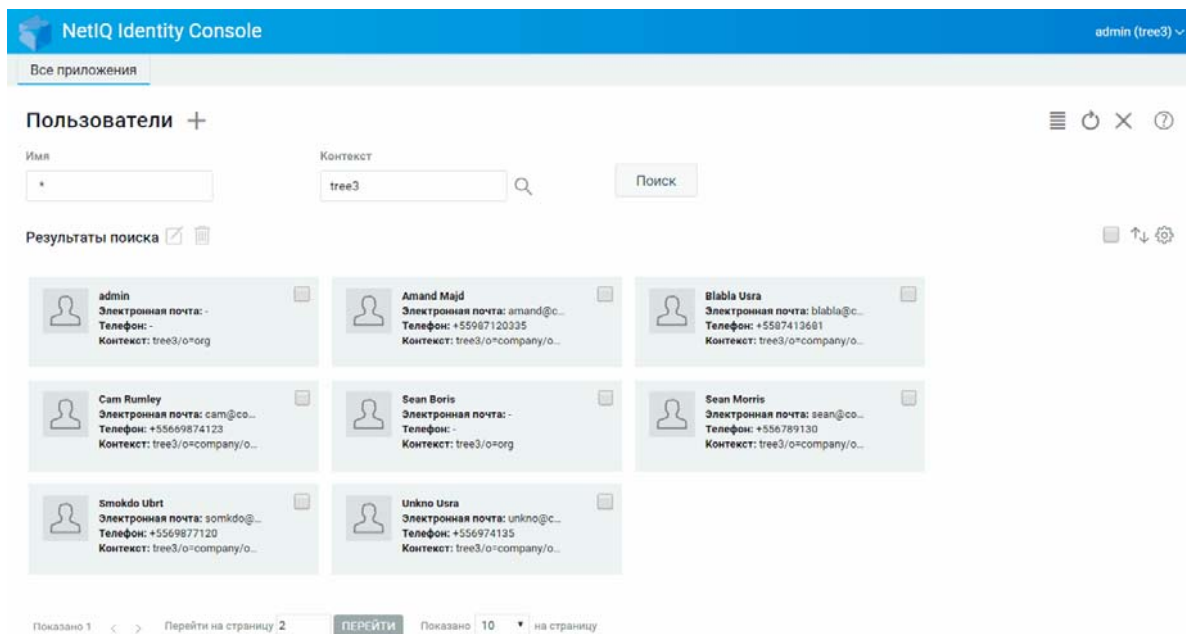 NetIQ Identity Console
admin (tree3)
Все приложения
Пользователи
Имя
Контекст
*
tree3
Поиск
Результаты поиска
admin
Электронная почта: -
Телефон: -
Контекст: tree3/o=org
Amand Majd
Электронная почта: amand@c...
Телефон: +55987120335
Контекст: tree3/o=company/o...
Blabla Usra
Электронная почта: blabla@c...
Телефон: +5587413681
Контекст: tree3/o=company/o...
Cam Rumley
Электронная почта: cam@co...
Телефон: +55669874123
Контекст: tree3/o=company/o...
Sean Boris
Электронная почта: -
Телефон: -
Контекст: tree3/o=org
Sean Morris
Электронная почта: sean@co...
Телефон: +556789130
Контекст: tree3/o=company/o...
Smokdo Ubrt
Электронная почта: somkdo@...
Телефон: +5569877120
Контекст: tree3/o=company/o...
Unkno Usra
Электронная почта: unkno@c...
Телефон: +556974135
Контекст: tree3/o=company/o...
Показано 1 < > Перейти на страницу 2 ПЕРЕЙТИ Показано 10 на страницу